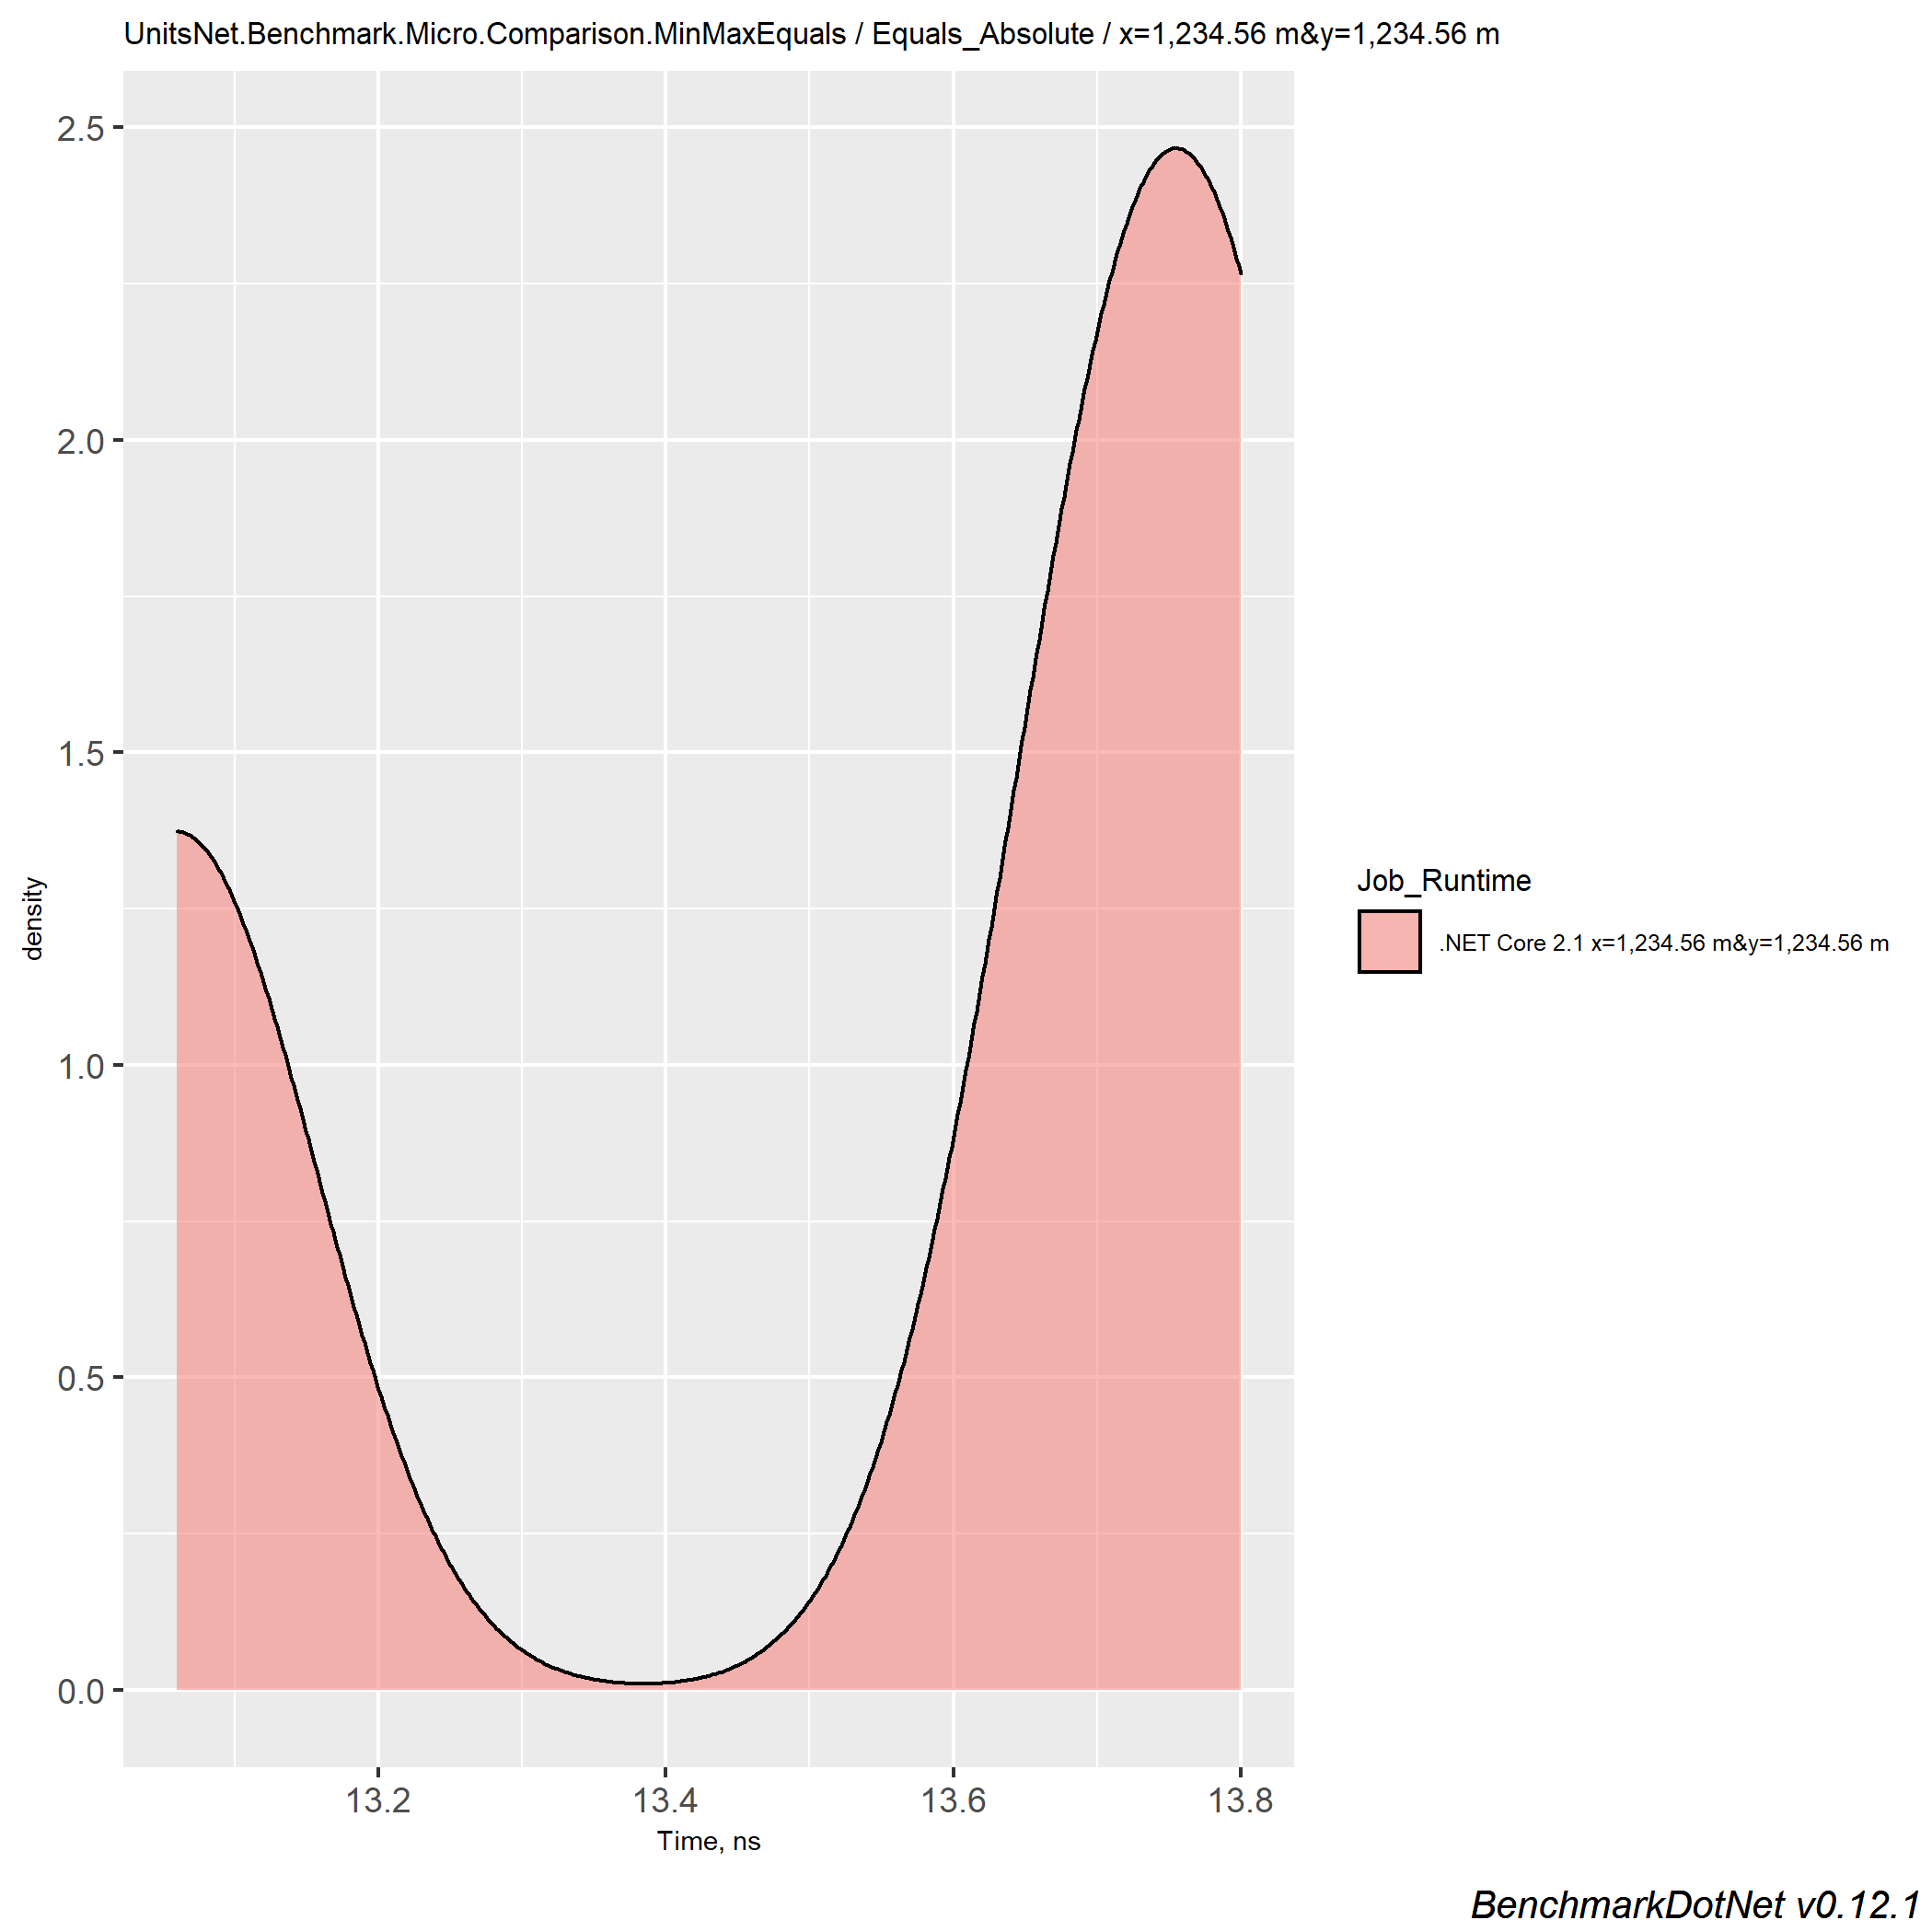 UnitsNet.Benchmark.Micro.Comparison.MinMaxEquals / Equals_Absolute / x=1,234.56 m&y=1,234.56 m
2.5
2.0
1.5
1.0
0.5
0.0
density
13.2 13.4 13.6 13.8
Time, ns
Job_Runtime
.NET Core 2.1 x=1,234.56 m&y=1,234.56 m
BenchmarkDotNet v0.12.1